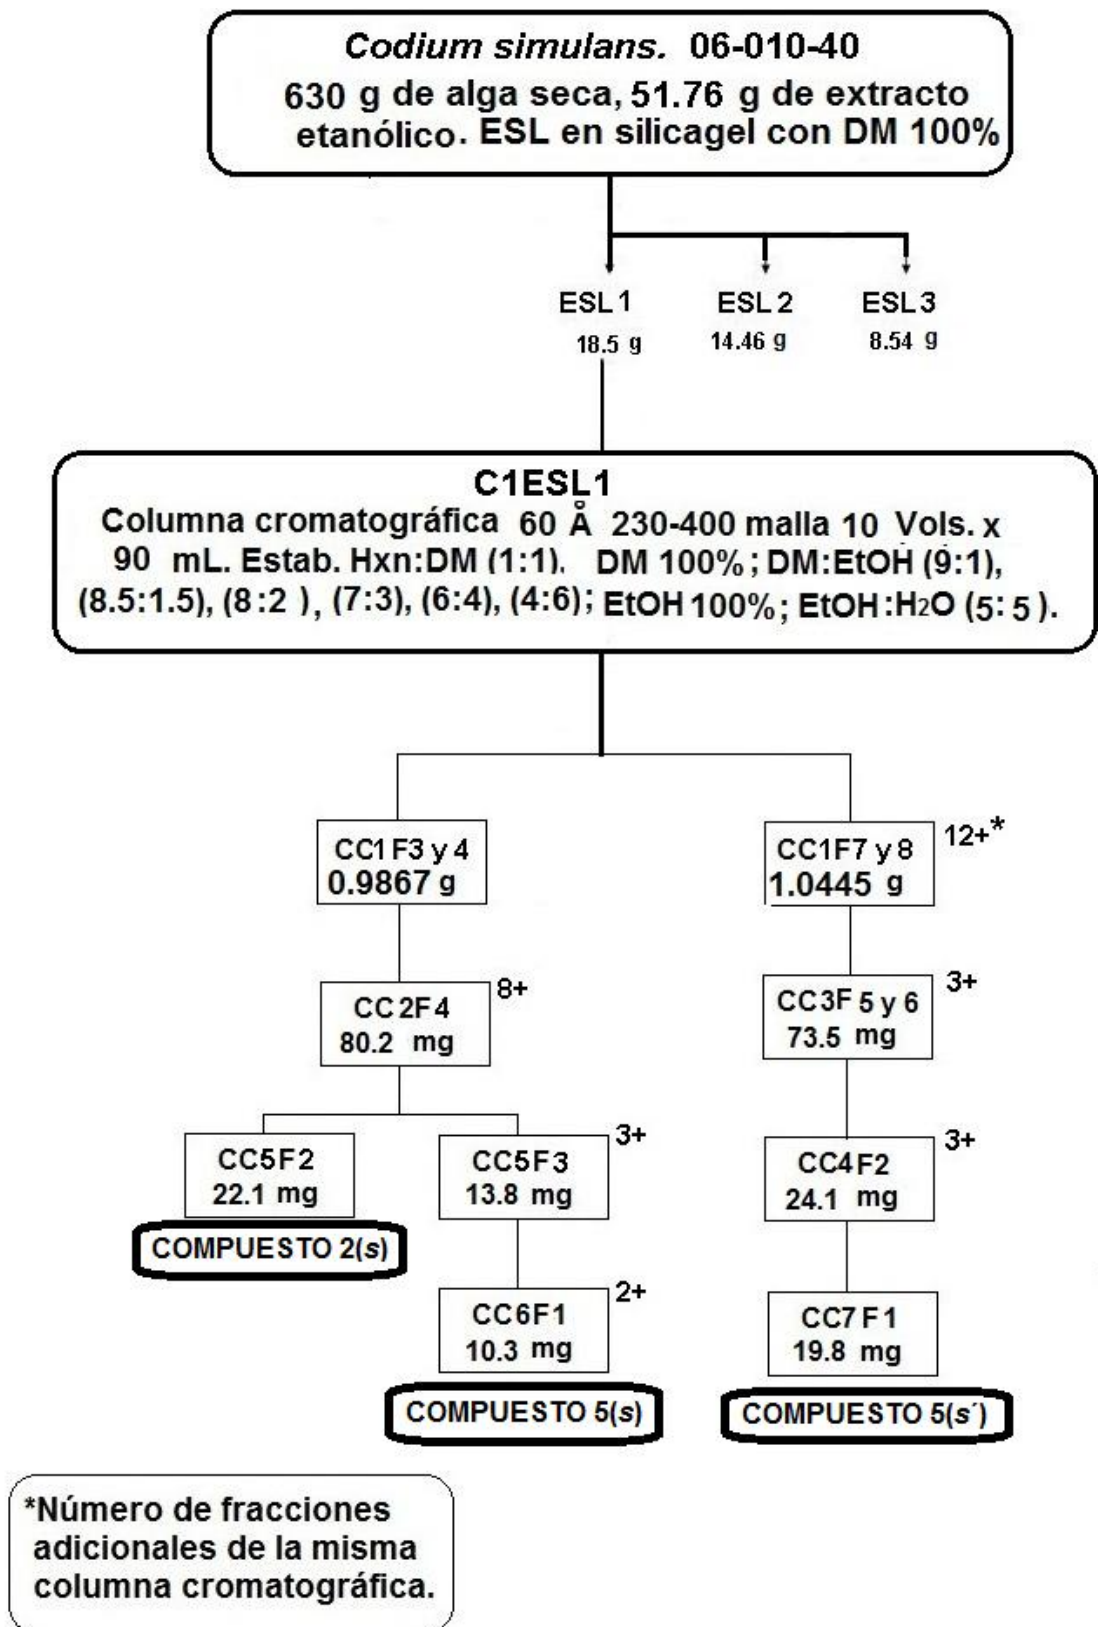 Codium simulans. 06-010-40
630 g de alga seca, 51.76 g de extracto
etanólico. ESL en silicagel con DM 100%
ESL 1
ESL 2
ESL 3
18.5 g
14.46 g
8.54 g
C1ESL1
Columna cromatográfica 60 Å 230-400 malla 10 Vols. x
90 mL. Estab. Hxn:DM (1:1). DM 100%; DM:EtOH (9:1),
(8.5:1.5), (8:2), (7:3), (6:4), (4:6); EtOH 100%; EtOH:H2O (5:5).
CC1F3 y 4
0.9867 g
CC1F7 y 8
1.0445 g
12+*
CC2F4
80.2 mg
8+
CC3F 5 y 6
73.5 mg
3+
CC5F2
22.1 mg
CC5F3
13.8 mg
3+
CC4F2
24.1 mg
3+
COMPUESTO 2(s)
CC6F1
10.3 mg
2+
CC7F1
19.8 mg
COMPUESTO 5(s)
COMPUESTO 5(s´)
*Número de fracciones
adicionales de la misma
columna cromatográfica.